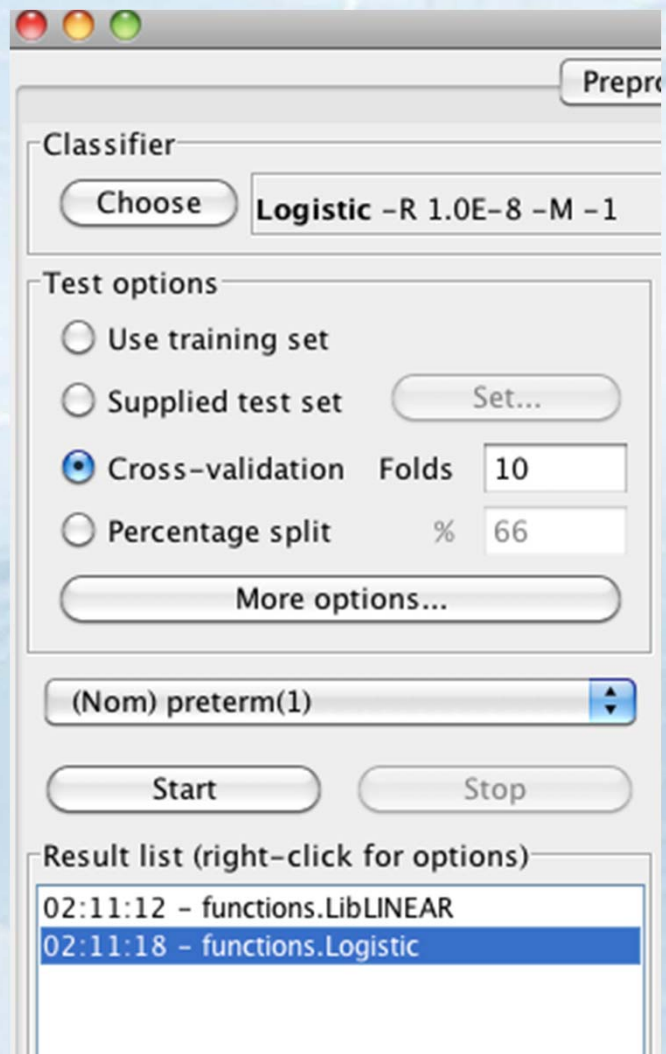 Classifier
Choose Logistic -R 1.0E-8 -M -1
Test options
Use training set
Supplied test set Set...
Cross-validation Folds 10
Percentage split % 66
More options...
(Nom) preterm(1)
Start Stop
Result list (right-click for options)
02:11:12 - functions.LibLINEAR
02:11:18 - functions.Logistic